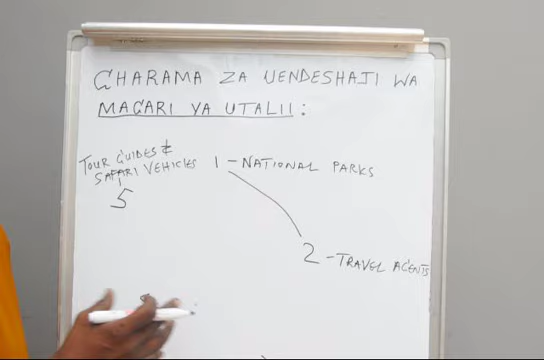 GHARAMA ZA UENDESHAJI WA
MAGARI YA UTALII :
TOUR GUIDES &
SAFARI VEHICLES
5
1 - NATIONAL PARKS
2 - TRAVEL AGENTS